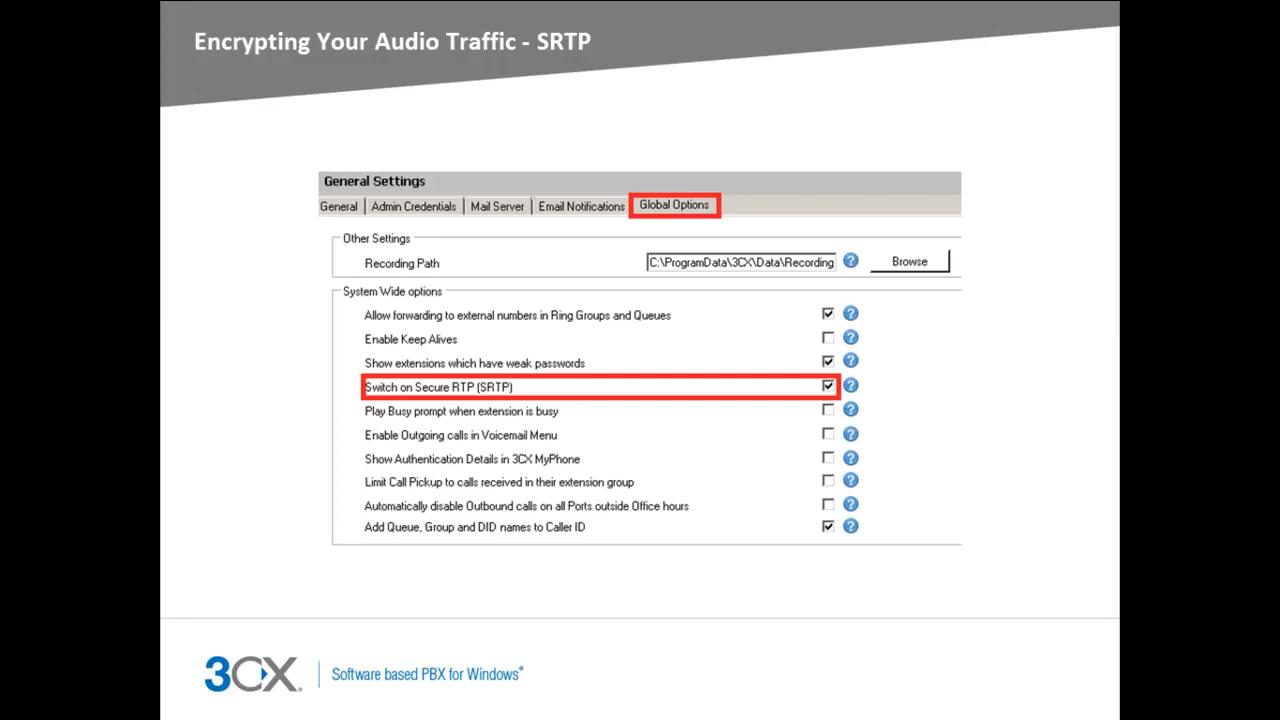 Encrypting Your Audio Traffic - SRTP
General Settings
General Admin Credentials Mail Server Email Notifications Global Options
Other Settings
Recording Path C:\ProgramData\3CX\Data\Recording Browse
System Wide options
Allow forwarding to external numbers in Ring Groups and Queues
Enable Keep Alives
Show extensions which have weak passwords
Switch on Secure RTP (SRTP)
Play Busy prompt when extension is busy
Enable Outgoing calls in Voicemail Menu
Show Authentication Details in 3CX MyPhone
Limit Call Pickup to calls received in their extension group
Automatically disable Outbound calls on all Ports outside Office hours
Add Queue, Group and DID names to Caller ID
3CX® Software based PBX for Windows®